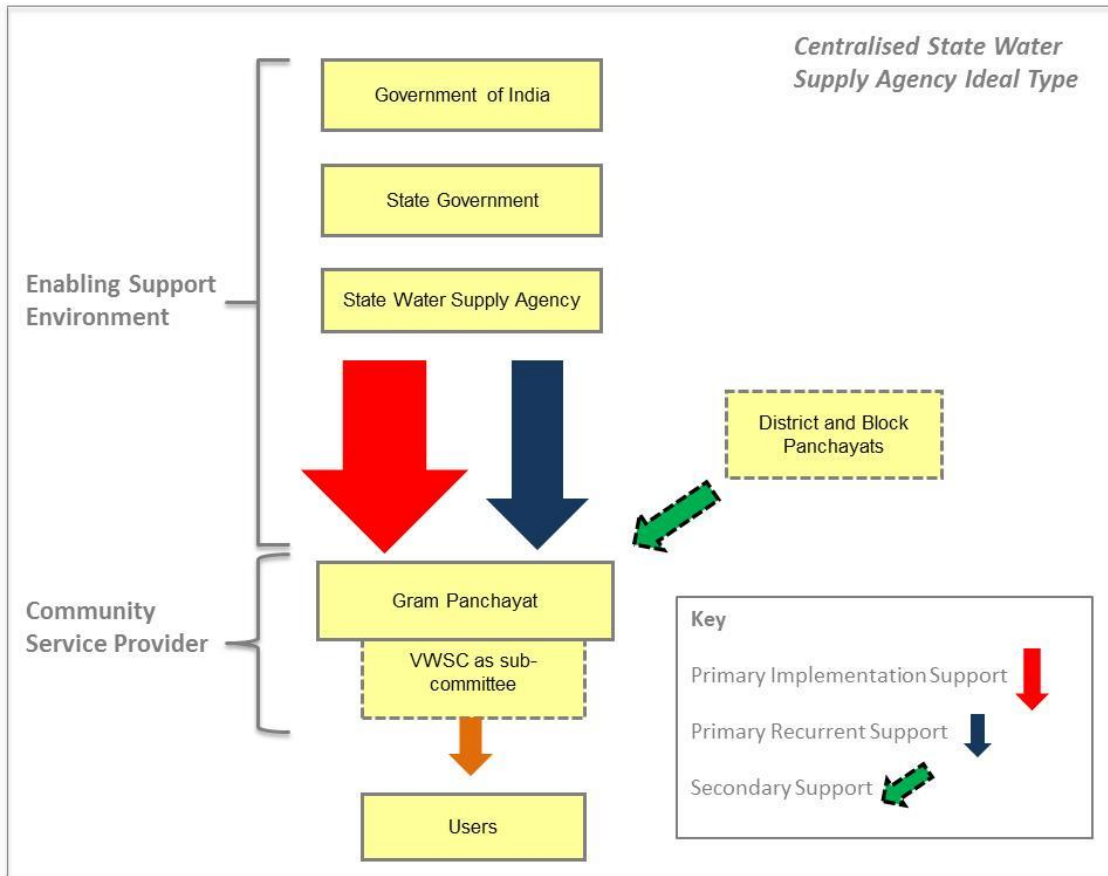 Centralised State Water
Supply Agency Ideal Type
Government of India
State Government
Enabling Support
Environment
State Water Supply Agency
District and Block
Panchayats
Gram Panchayat
Community
Service Provider
VWSC as sub-
committee
Users
Key
Primary Implementation Support
Primary Recurrent Support
Secondary Support